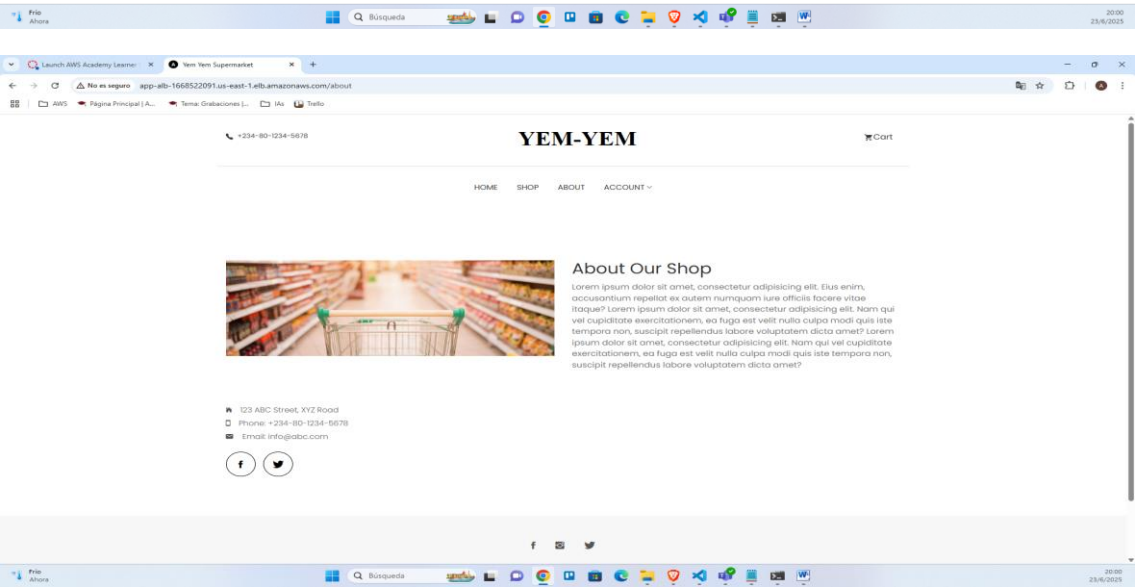 Frío
Ahora
Búsqueda
20:00
23/6/2025
Launch AWS Academy Learner
Yem Yem Supermarket
No es seguro
app-alb-1668522091.us-east-1.elb.amazonaws.com/about
AWS
Página Principal | A...
Tema: Grabaciones |...
IAs
Trello
+234-80-1234-5678
YEM-YEM
Cart
HOME SHOP ABOUT ACCOUNT
About Our Shop
Lorem ipsum dolor sit amet, consectetur adipisicing elit. Eius enim,
accusantium repellat ex autem numquam iure officiis facere vitae
itaque? Lorem ipsum dolor sit amet, consectetur adipisicing elit. Nam qui
vel cupiditate exercitationem, ea fuga est velit nulla culpa modi quis iste
tempora non, suscipit repellendus labore voluptatem dicta amet? Lorem
ipsum dolor sit amet, consectetur adipisicing elit. Nam qui vel cupiditate
exercitationem, ea fuga est velit nulla culpa modi quis iste tempora non,
suscipit repellendus labore voluptatem dicta amet?
123 ABC Street, XYZ Road
Phone: +234-80-1234-5678
Email: info@abc.com
Frío
Ahora
Búsqueda
20:00
23/6/2025